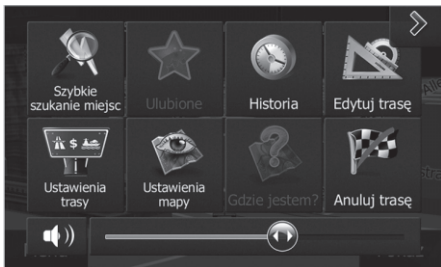 Szybkie
szukanie miejsc
Ulubione
Historia
Edytuj trasę
Ustawienia
trasy
Ustawienia
mapy
Gdzie jestem?
Anuluj trasę